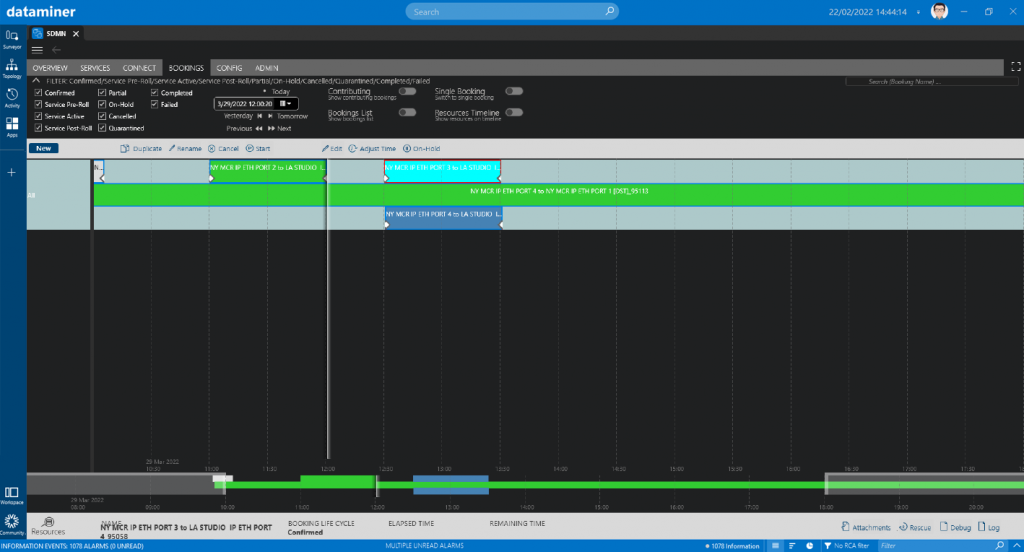 dataminer
Search
22/02/2022 14:44:14
Surveyor
SDMN
Topology
OVERVIEW SERVICES CONNECT BOOKINGS CONFIG ADMIN
FILTER: Confirmed/Service Pre-Roll/Service Active/Service Post-Roll/Partial/On-Hold/Cancelled/Quarantined/Completed/Failed
Search (Booking Name) ...
Activity
Confirmed Partial Completed
Today
Contributing
Show contributing bookings
Single Booking
Switch to single booking
Service Pre-Roll On-Hold Failed
3/29/2022 12:00:20
Apps
Service Active Cancelled
Yesterday Tomorrow
Bookings List
Show bookings list
Resources Timeline
Show resources on timeline
Service Post-Roll Quarantined
Previous Next
New Duplicate Rename Cancel Start Edit Adjust Time On-Hold
N...
NY MCR IP ETH PORT 2 to LA STUDIO I...
NY MCR IP ETH PORT 3 to LA STUDIO I...
All
NY MCR IP ETH PORT 4 to NY MCR IP ETH PORT 1 [DST]_95113
NY MCR IP ETH PORT 4 to LA STUDIO I...
29 Mar 2022
10:30 11:00 11:30 12:00 12:30 13:00 13:30 14:00 14:30 15:00 15:30 16:00 16:30 17:00 17:30
29 Mar 2022
08:00 09:00 10:00 11:00 12:00 13:00 14:00 15:00 16:00 17:00 18:00 19:00 20:00
Workspace
Community
Resources
NAME
NY MCR IP ETH PORT 3 to LA STUDIO IP ETH PORT
4_95058
BOOKING LIFE CYCLE
Confirmed
ELAPSED TIME
REMAINING TIME
Attachments Rescue Debug Log
INFORMATION EVENTS: 1078 ALARMS (0 UNREAD)
MULTIPLE UNREAD ALARMS
1078 Information
No RCA filter
Filter